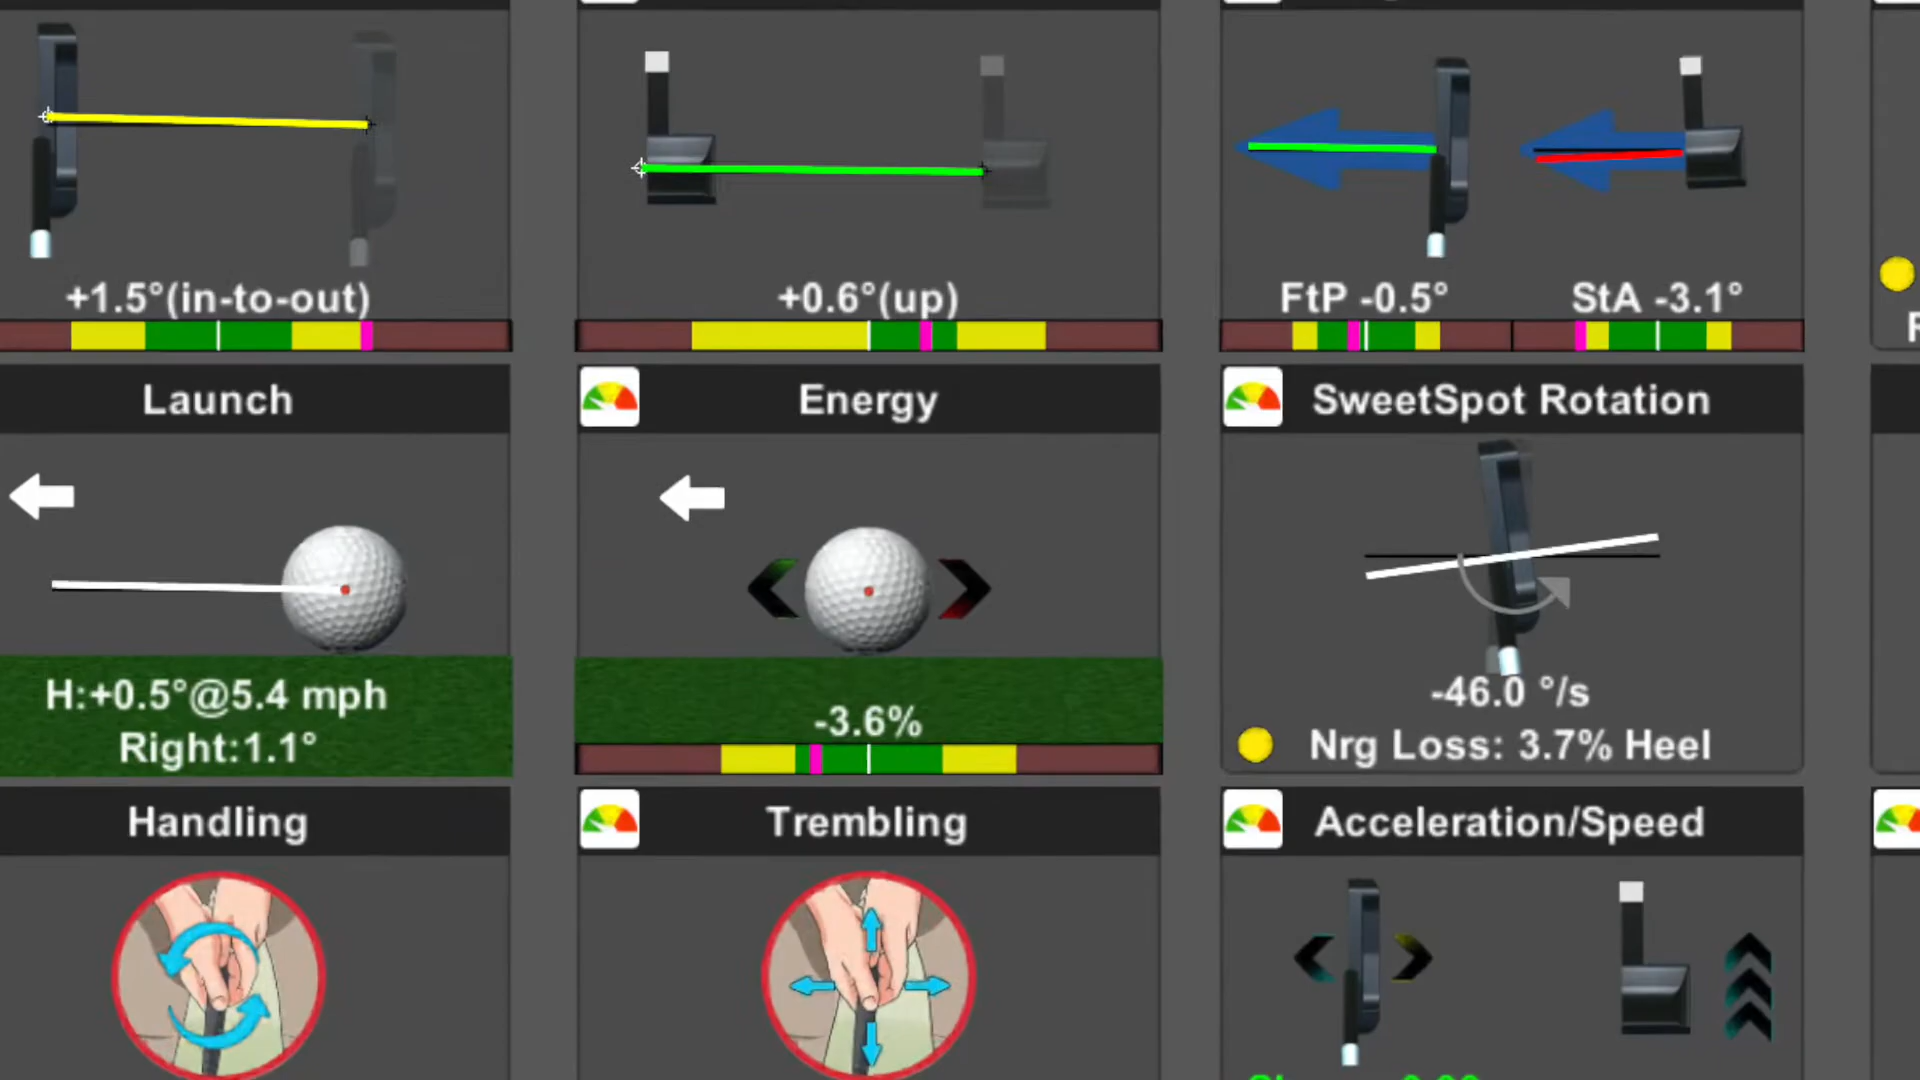 +1.5°(in-to-out)
+0.6°(up)
FtP -0.5°
StA -3.1°
Launch
Energy
SweetSpot Rotation
H:+0.5°@5.4 mph
Right:1.1°
-3.6%
-46.0 °/s
Nrg Loss: 3.7% Heel
Handling
Trembling
Acceleration/Speed